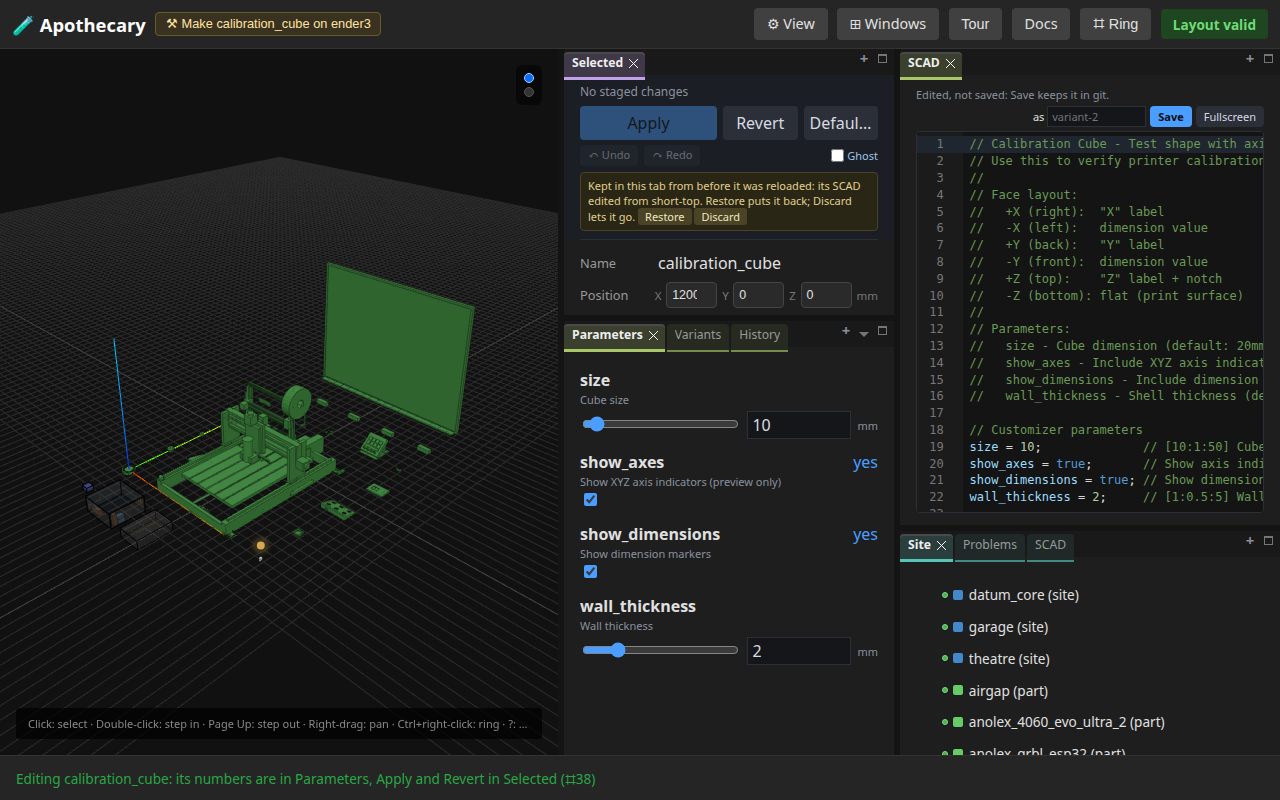 Apothecary
⚒ Make calibration_cube on ender3
⚙ View
⊞ Windows
Tour
Docs
⌗ Ring
Layout valid
Click: select · Double-click: step in · Page Up: step out · Right-drag: pan · Ctrl+right-click: ring · ?: ...
Selected
No staged changes
Apply
Revert
Defaul...
↶ Undo
↷ Redo
Ghost
Kept in this tab from before it was reloaded: its SCAD
edited from short-top. Restore puts it back; Discard
lets it go. Restore Discard
Name calibration_cube
Position X 1200 Y 0 Z 0 mm
Parameters
Variants
History
size
Cube size
10 mm
show_axes yes
Show XYZ axis indicators (preview only)
show_dimensions yes
Show dimension markers
wall_thickness
Wall thickness
2 mm
SCAD
Edited, not saved: Save keeps it in git.
as variant-2 Save Fullscreen
1 // Calibration Cube - Test shape with axi
2 // Use this to verify printer calibration
3 //
4 // Face layout:
5 //   +X (right):  "X" label
6 //   -X (left):   dimension value
7 //   +Y (back):   "Y" label
8 //   -Y (front):  dimension value
9 //   +Z (top):    "Z" label + notch
10 //   -Z (bottom): flat (print surface)
11 //
12 // Parameters:
13 //   size - Cube dimension (default: 20mm
14 //   show_axes - Include XYZ axis indicat
15 //   show_dimensions - Include dimension
16 //   wall_thickness - Shell thickness (de
17
18 // Customizer parameters
19 size = 10;              // [10:1:50] Cube
20 show_axes = true;       // Show axis indi
21 show_dimensions = true; // Show dimension
22 wall_thickness = 2;     // [1:0.5:5] Wall
Site
Problems
SCAD
datum_core (site)
garage (site)
theatre (site)
airgap (part)
anolex_4060_evo_ultra_2 (part)
anolex_grbl_esp32 (part)
Editing calibration_cube: its numbers are in Parameters, Apply and Revert in Selected (⌗38)